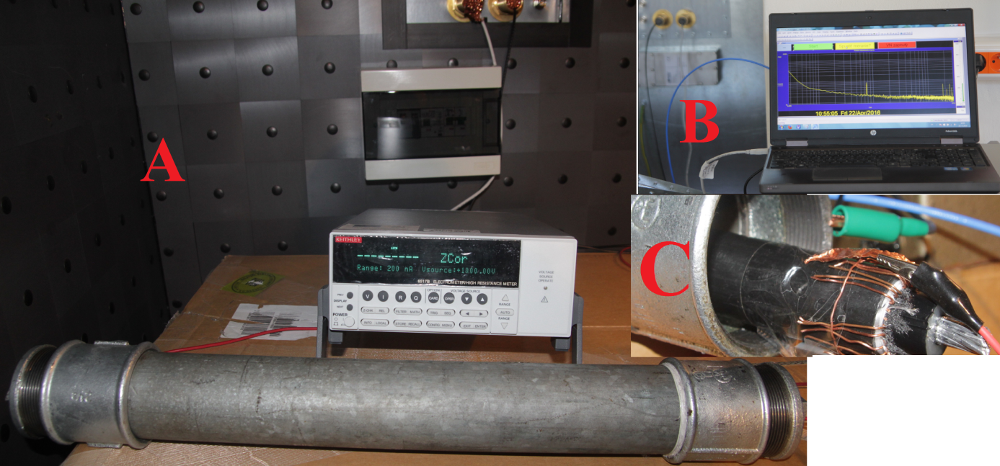 A
KEITHLEY
ZCor
Range: 200 mA Vsource:+1000.00V
6517B ELECTROMETER/HIGH RESISTANCE METER
VOLTAGE
SOURCE
OPERATE
PREV
DISPLAY
NEXT
POWER
V I R Q
OPTION
CARD
VOLTAGE SOURCE
OPER
RANGE
AUTO
RANGE
Z-CHK REL FILTER MATH TRIG SEQ
INFO LOCAL STORE RECALL CONFIG MENU EXIT ENTER
B
10:55:05 Fri 22/Apr/2016
hp
C